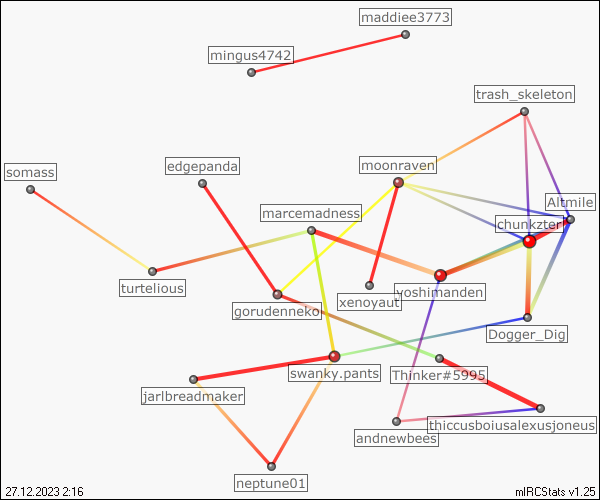 maddiee3773
mingus4742
trash_skeleton
edgepanda
moonraven
somass
Altmile
marcemadness
chunkzter
turtelious
yoshimanden
xenoyaut
gorudenneko
Dogger_Dig
swanky.pants
Thinker#5995
jarlbreadmaker
thiccusboiusalexusjoneus
andnewbees
neptune01
27.12.2023 2:16
mIRCStats v1.25